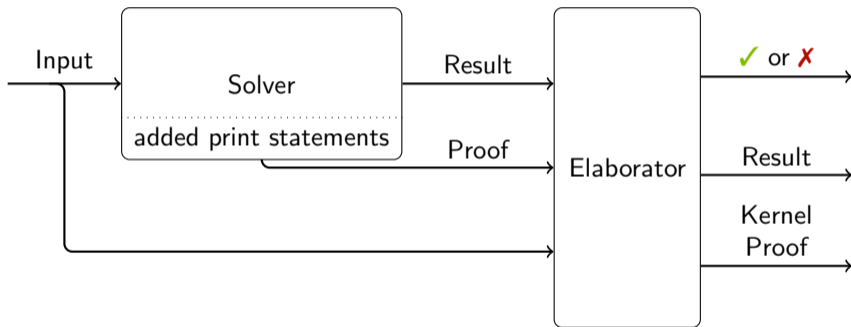 Input
Solver
added print statements
Result
Proof
Elaborator
✓ or ✗
Result
Kernel
Proof